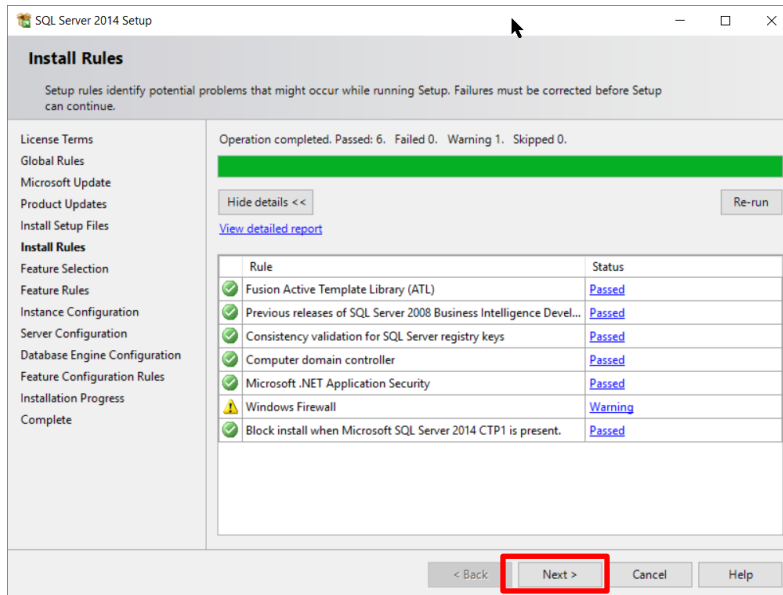 SQL Server 2014 Setup
Install Rules
Setup rules identify potential problems that might occur while running Setup. Failures must be corrected before Setup
can continue.
License Terms
Global Rules
Microsoft Update
Product Updates
Install Setup Files
Install Rules
Feature Selection
Feature Rules
Instance Configuration
Server Configuration
Database Engine Configuration
Feature Configuration Rules
Installation Progress
Complete
Operation completed. Passed: 6. Failed 0. Warning 1. Skipped 0.
Hide details << Re-run
View detailed report
Rule Status
Fusion Active Template Library (ATL) Passed
Previous releases of SQL Server 2008 Business Intelligence Devel... Passed
Consistency validation for SQL Server registry keys Passed
Computer domain controller Passed
Microsoft .NET Application Security Passed
Windows Firewall Warning
Block install when Microsoft SQL Server 2014 CTP1 is present. Passed
< Back Next > Cancel Help